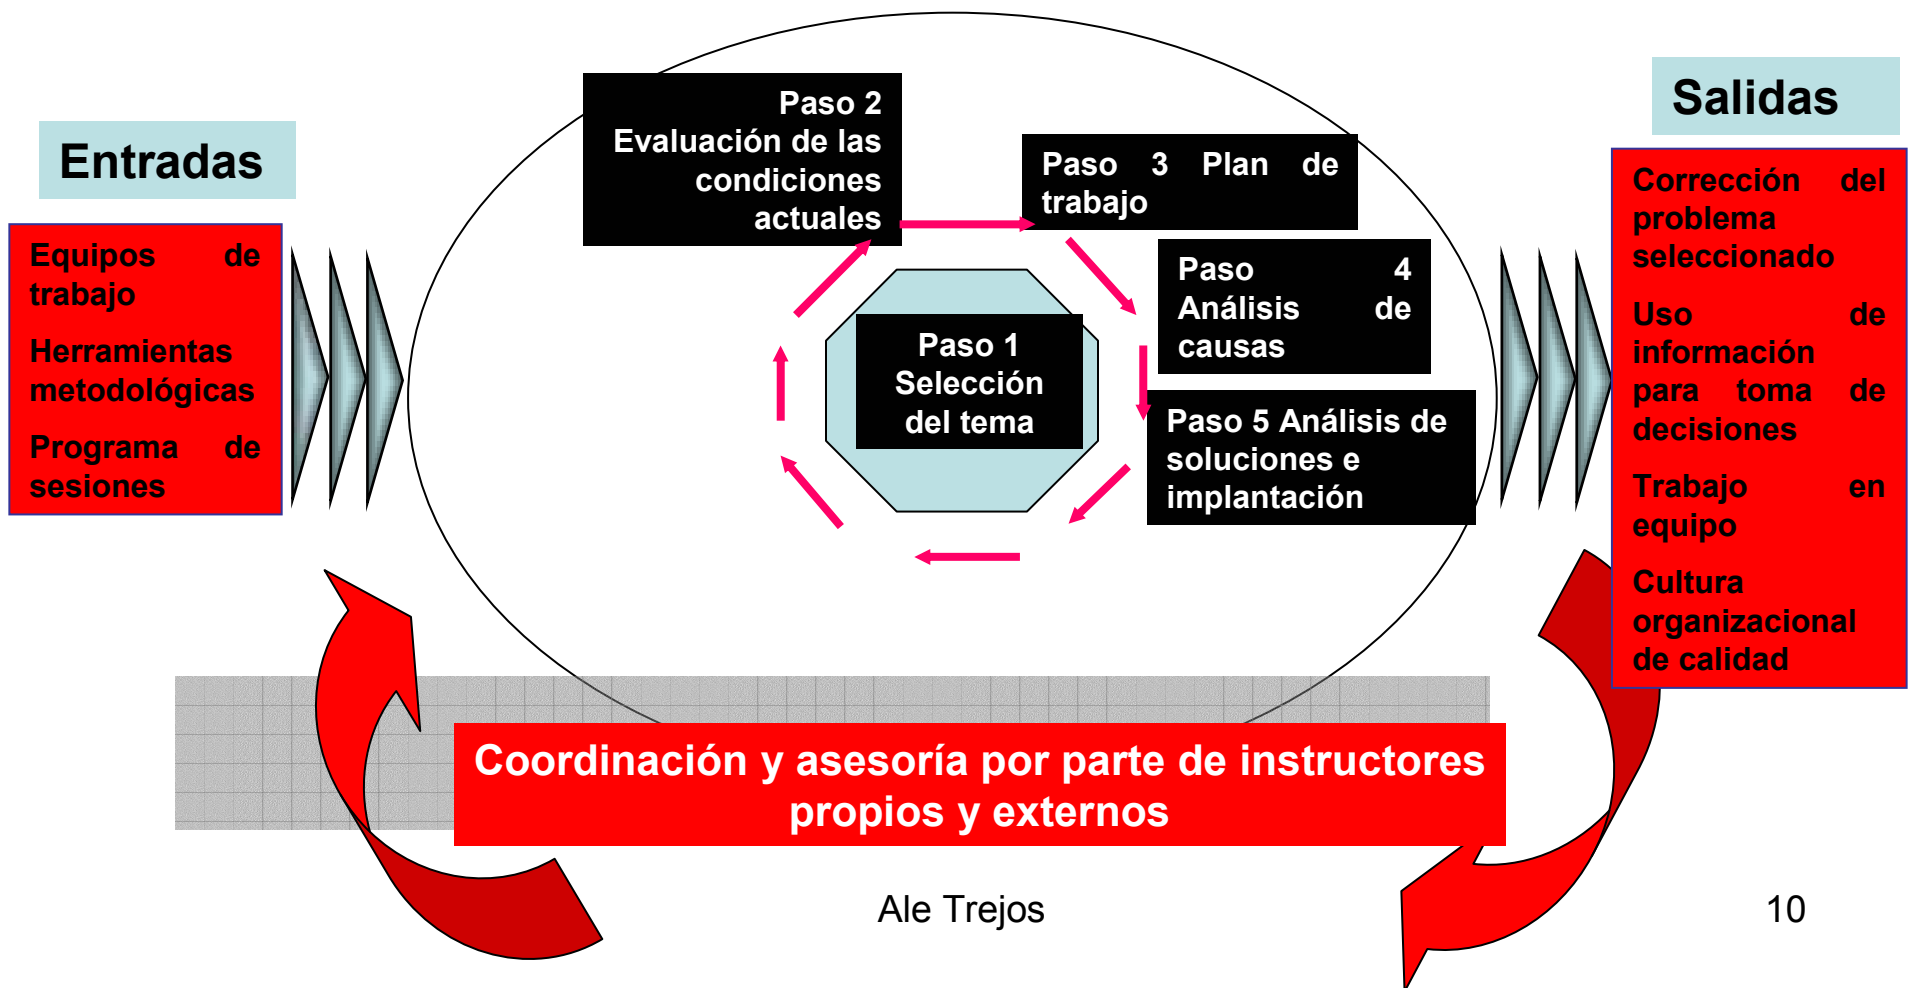 Entradas
Equipos de
trabajo
Herramientas
metodológicas
Programa de
sesiones
Paso 2
Evaluación de las
condiciones
actuales
Paso 3 Plan de
trabajo
Paso 4
Análisis de
causas
Paso 1
Selección
del tema
Paso 5 Análisis de
soluciones e
implantación
Salidas
Corrección del
problema
seleccionado
Uso de
información
para toma de
decisiones
Trabajo en
equipo
Cultura
organizacional
de calidad
Coordinación y asesoría por parte de instructores
propios y externos
Ale Trejos
10